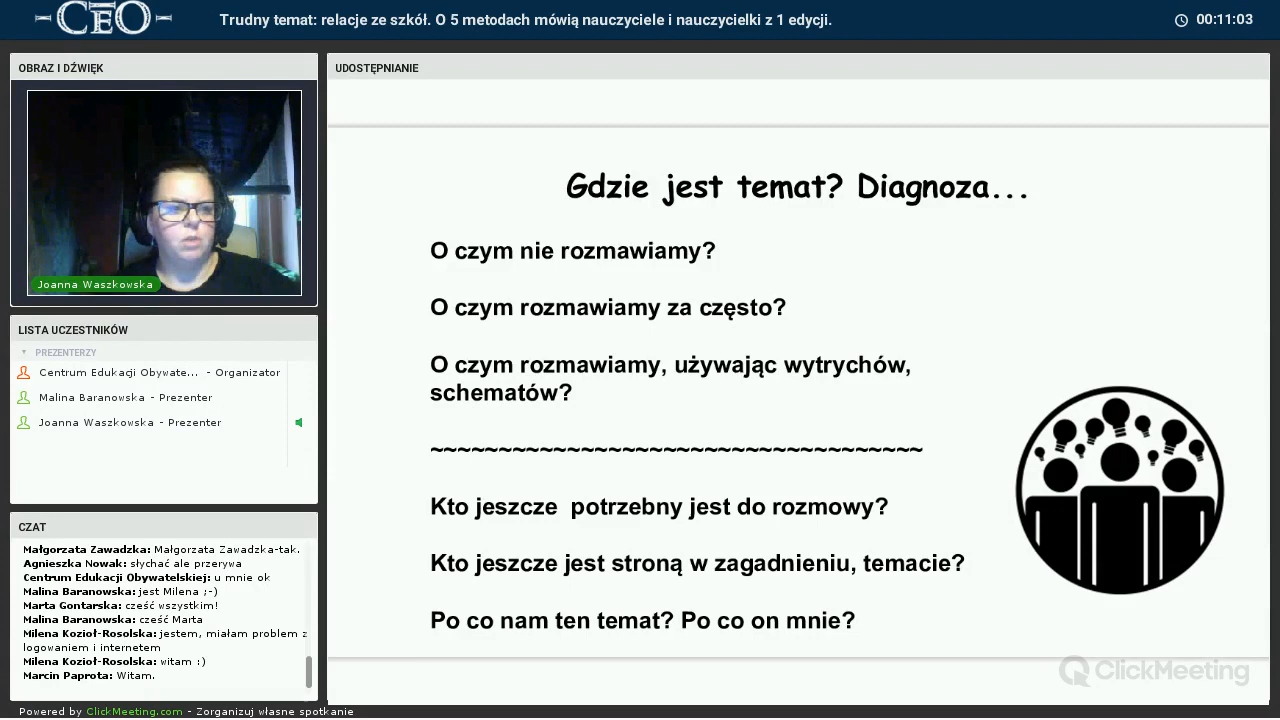 CEO
Trudny temat: relacje ze szkół. O 5 metodach mówią nauczyciele i nauczycielki z 1 edycji.
00:11:03
OBRAZ I DŹWIĘK
Joanna Waszkowska
LISTA UCZESTNIKÓW
PREZENTERZY
Centrum Edukacji Obywate... - Organizator
Malina Baranowska - Prezenter
Joanna Waszkowska - Prezenter
CZAT
Małgorzata Zawadzka: Małgorzata Zawadzka-tak.
Agnieszka Nowak: słychać ale przerywa
Centrum Edukacji Obywatelskiej: u mnie ok
Malina Baranowska: jest Milena ;-)
Marta Gontarska: cześć wszystkim!
Malina Baranowska: cześć Marta
Milena Kozioł-Rosolska: jestem, miałam problem z
logowaniem i internetem
Milena Kozioł-Rosolska: witam :)
Marcin Paprota: Witam.
UDOSTĘPNIANIE
Gdzie jest temat? Diagnoza...
O czym nie rozmawiamy?
O czym rozmawiamy za często?
O czym rozmawiamy, używając wytrychów,
schematów?
~~~~~~~~~~~~~~~~~~~~~~~~~~~~~~~~~~~
Kto jeszcze  potrzebny jest do rozmowy?
Kto jeszcze jest stroną w zagadnieniu, temacie?
Po co nam ten temat? Po co on mnie?
ClickMeeting
Powered by ClickMeeting.com - Zorganizuj własne spotkanie